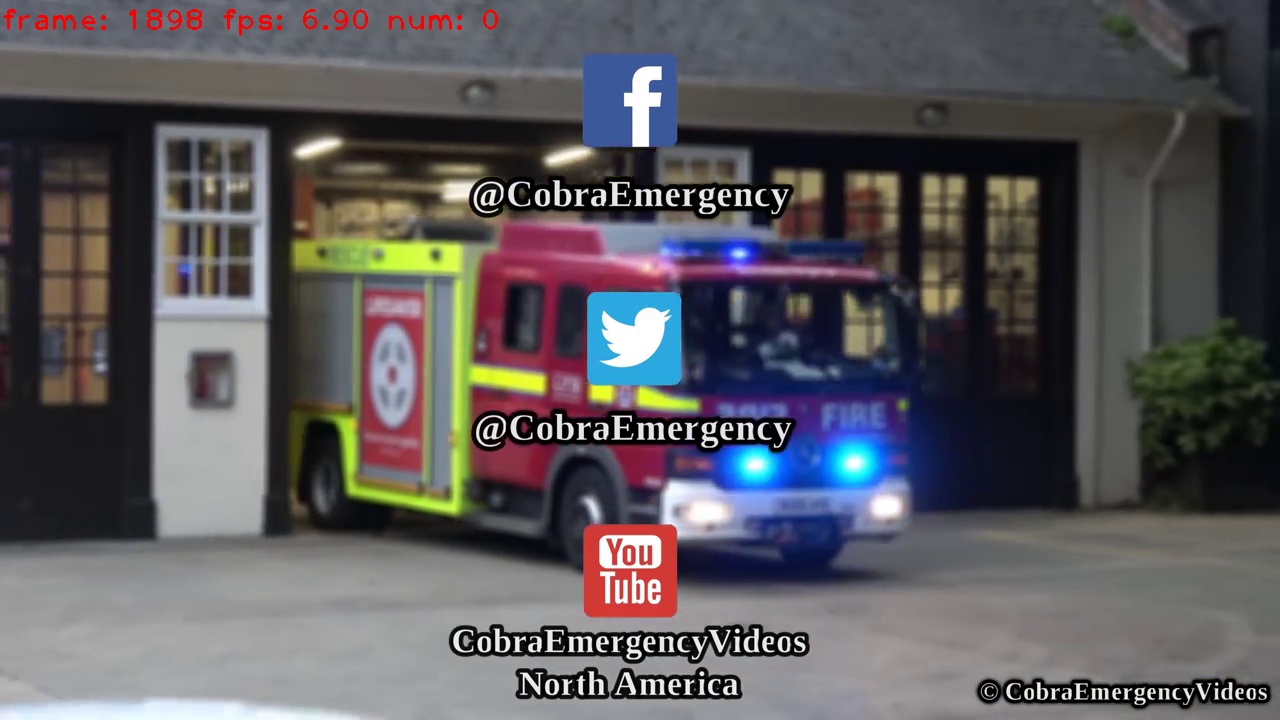 frame: 1898 fps: 6.90 num: 0
f
@CobraEmergency
FIRE
@CobraEmergency
You
Tube
CobraEmergencyVideos
North America
© CobraEmergencyVideos